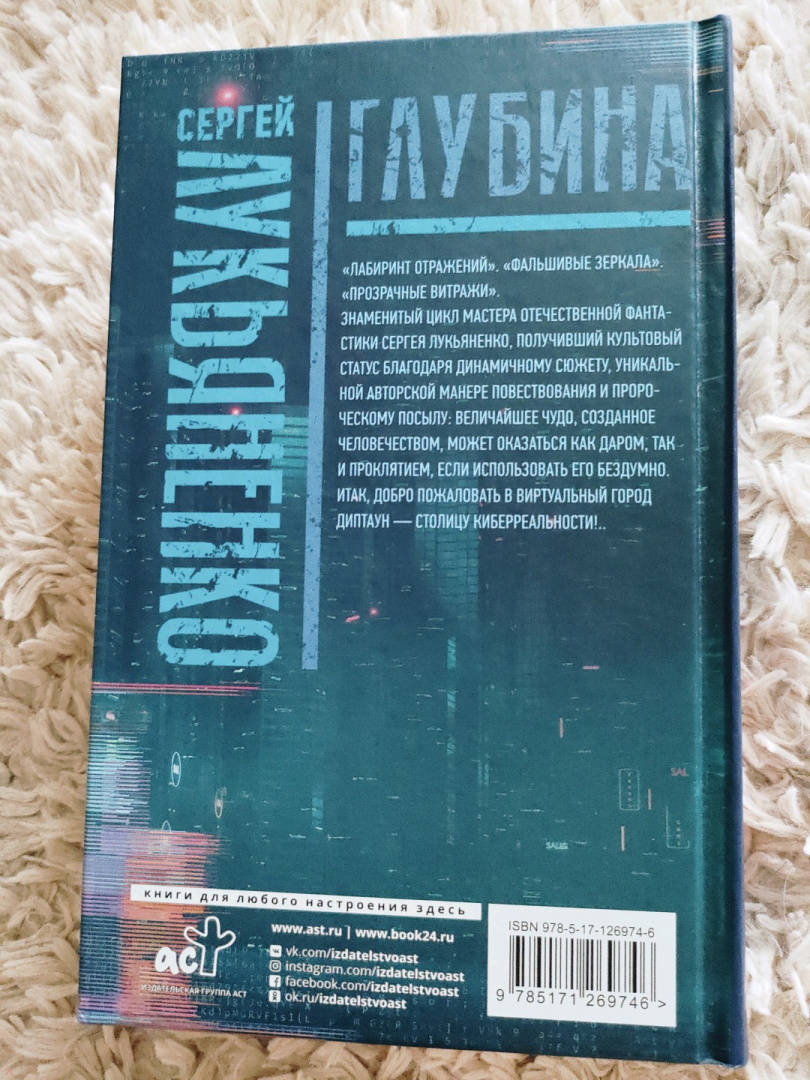 СЕРГЕЙ
ЛУКЬЯНЕНКО
ГЛУБИНА
«ЛАБИРИНТ ОТРАЖЕНИЙ». «ФАЛЬШИВЫЕ ЗЕРКАЛА».
«ПРОЗРАЧНЫЕ ВИТРАЖИ».
ЗНАМЕНИТЫЙ ЦИКЛ МАСТЕРА ОТЕЧЕСТВЕННОЙ ФАНТА-
СТИКИ СЕРГЕЯ ЛУКЬЯНЕНКО, ПОЛУЧИВШИЙ КУЛЬТОВЫЙ
СТАТУС БЛАГОДАРЯ ДИНАМИЧНОМУ СЮЖЕТУ, УНИКАЛЬ-
НОЙ АВТОРСКОЙ МАНЕРЕ ПОВЕСТВОВАНИЯ И ПРОРО-
ЧЕСКОМУ ПОСЫЛУ: ВЕЛИЧАЙШЕЕ ЧУДО, СОЗДАННОЕ
ЧЕЛОВЕЧЕСТВОМ, МОЖЕТ ОКАЗАТЬСЯ КАК ДАРОМ, ТАК
И ПРОКЛЯТИЕМ, ЕСЛИ ИСПОЛЬЗОВАТЬ ЕГО БЕЗДУМНО.
ИТАК, ДОБРО ПОЖАЛОВАТЬ В ВИРТУАЛЬНЫЙ ГОРОД
ДИПТАУН — СТОЛИЦУ КИБЕРРЕАЛЬНОСТИ!..
SAL
SALIS
книги для любого настроения здесь
аст
ИЗДАТЕЛЬСКАЯ ГРУППА АСТ
www.ast.ru | www.book24.ru
vk.com/izdatelstvoast
instagram.com/izdatelstvoast
facebook.com/izdatelstvoast
ok.ru/izdatelstvoast
ISBN 978-5-17-126974-6
9 785171 269746 >